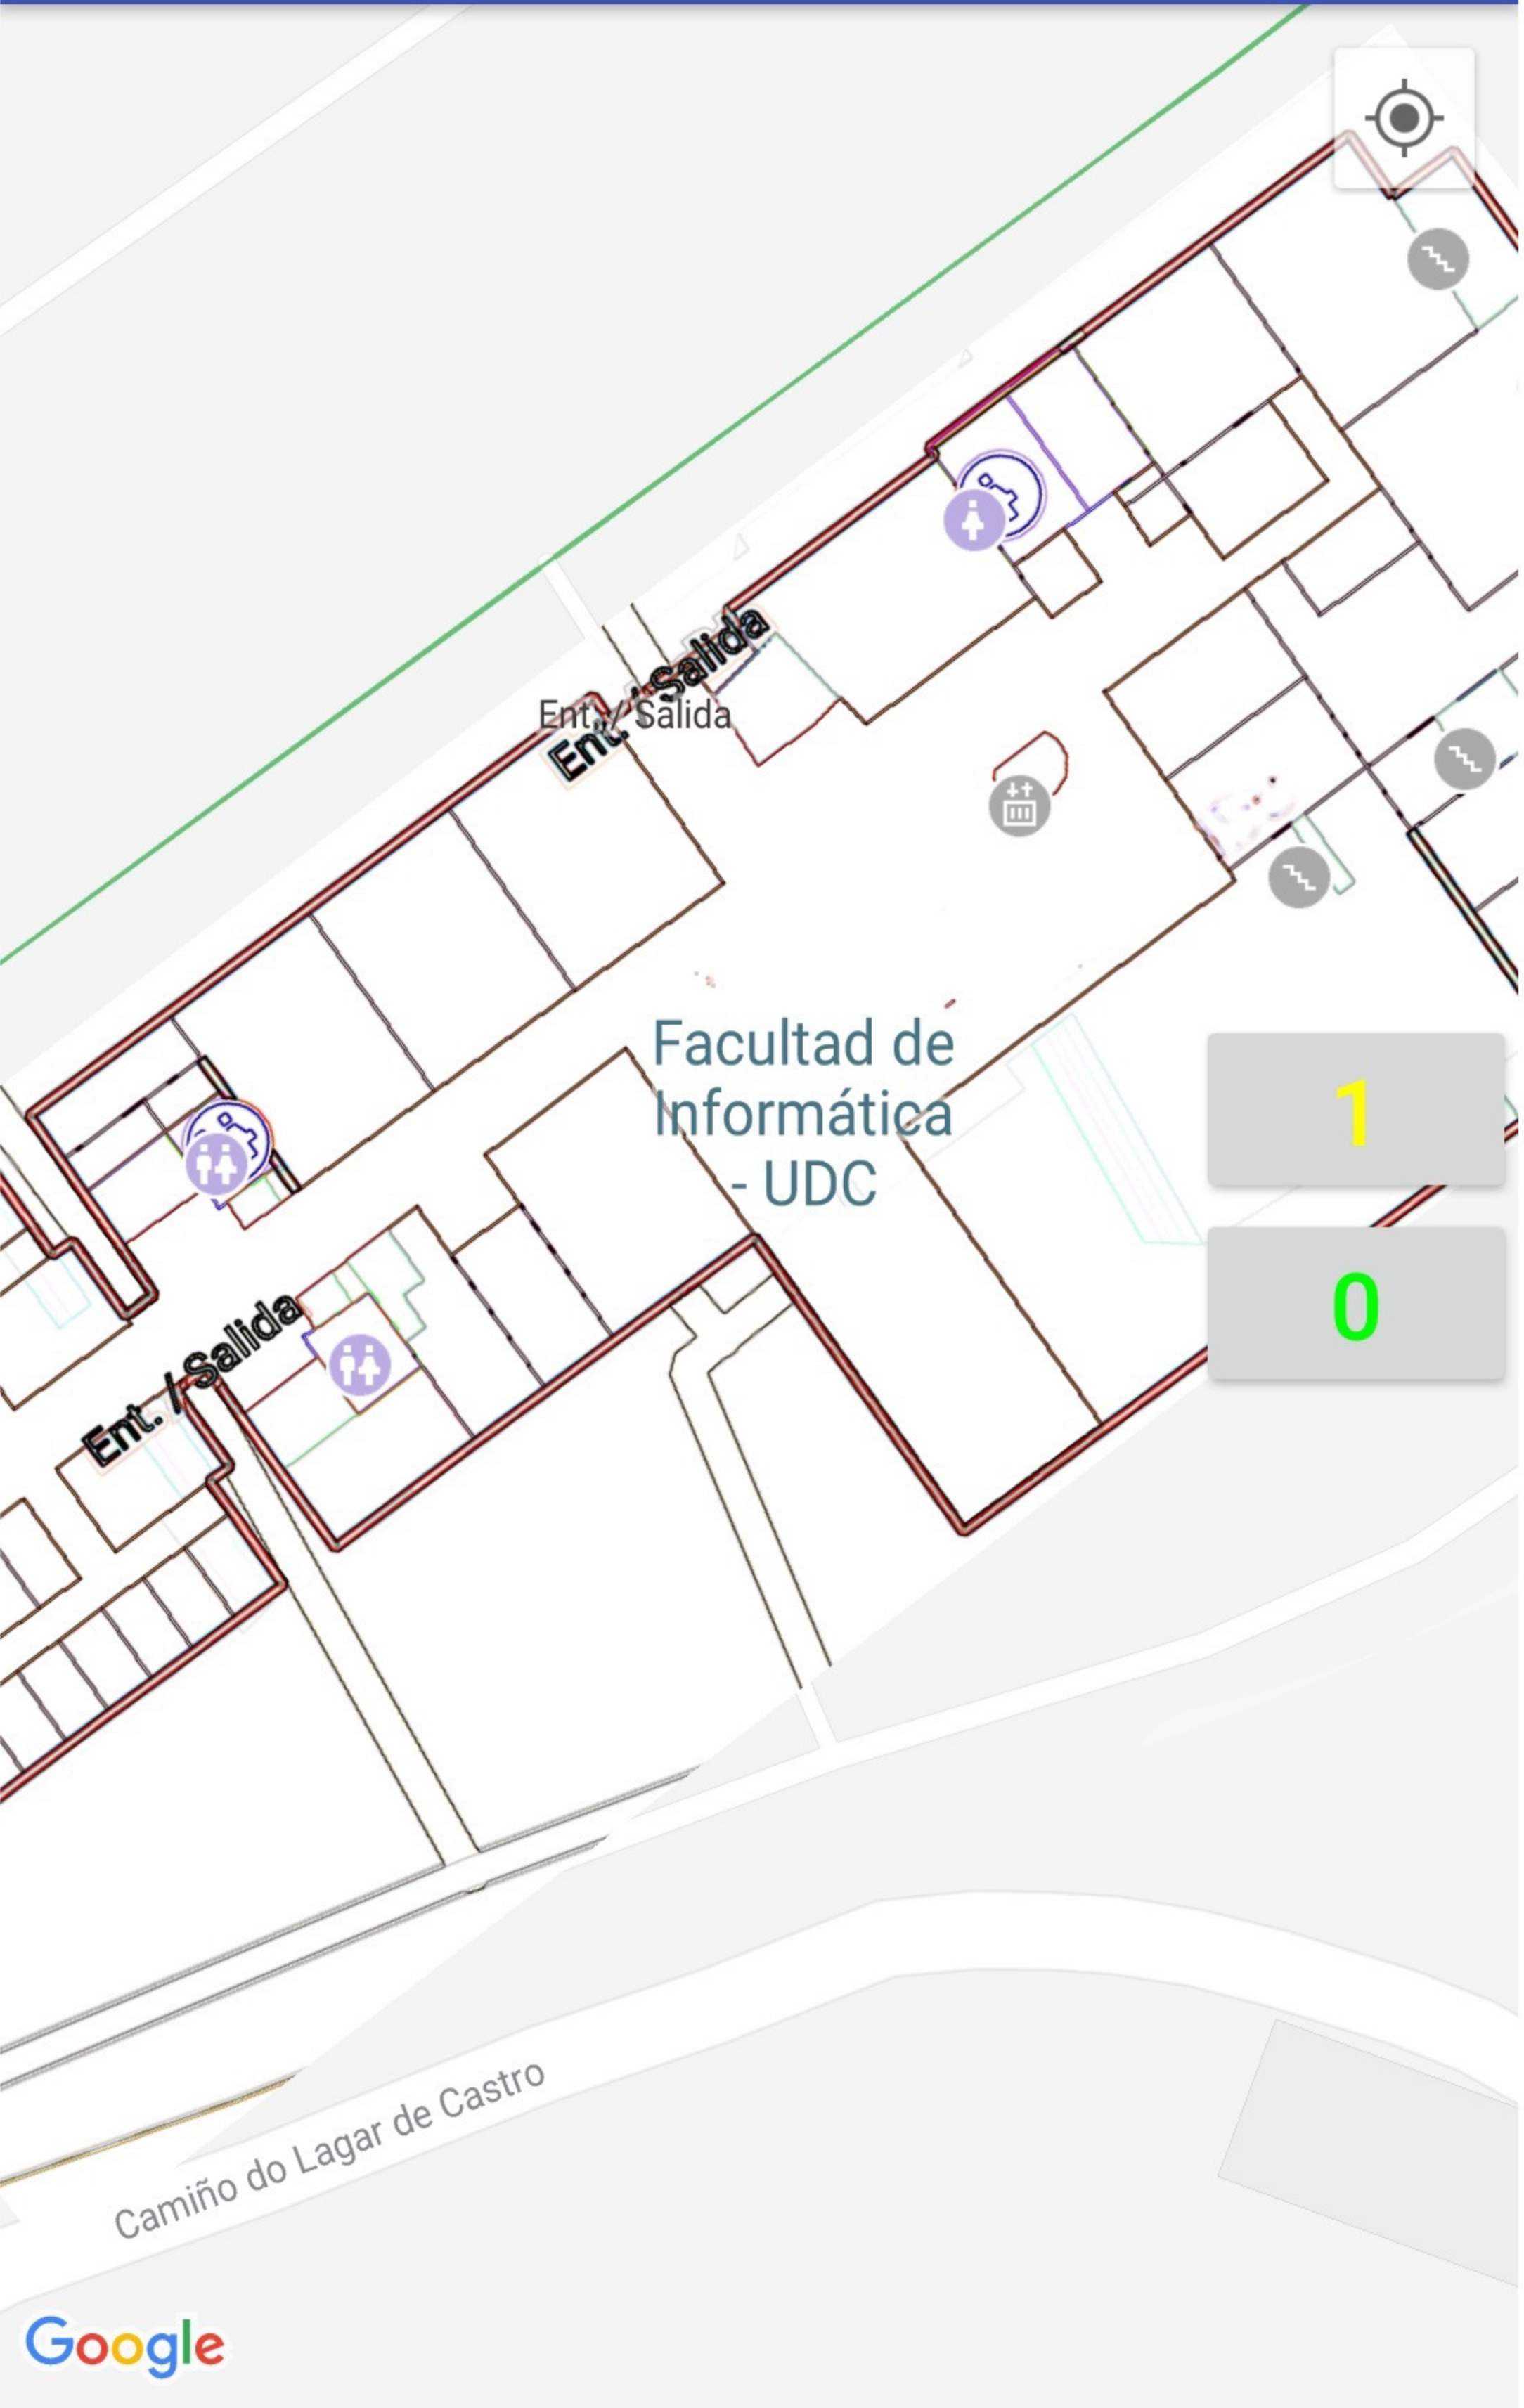 Ent. / Salida
Ent. / Salida
Facultad de
Informática
- UDC
1
0
Ent. / Salida
Camiño do Lagar de Castro
Google